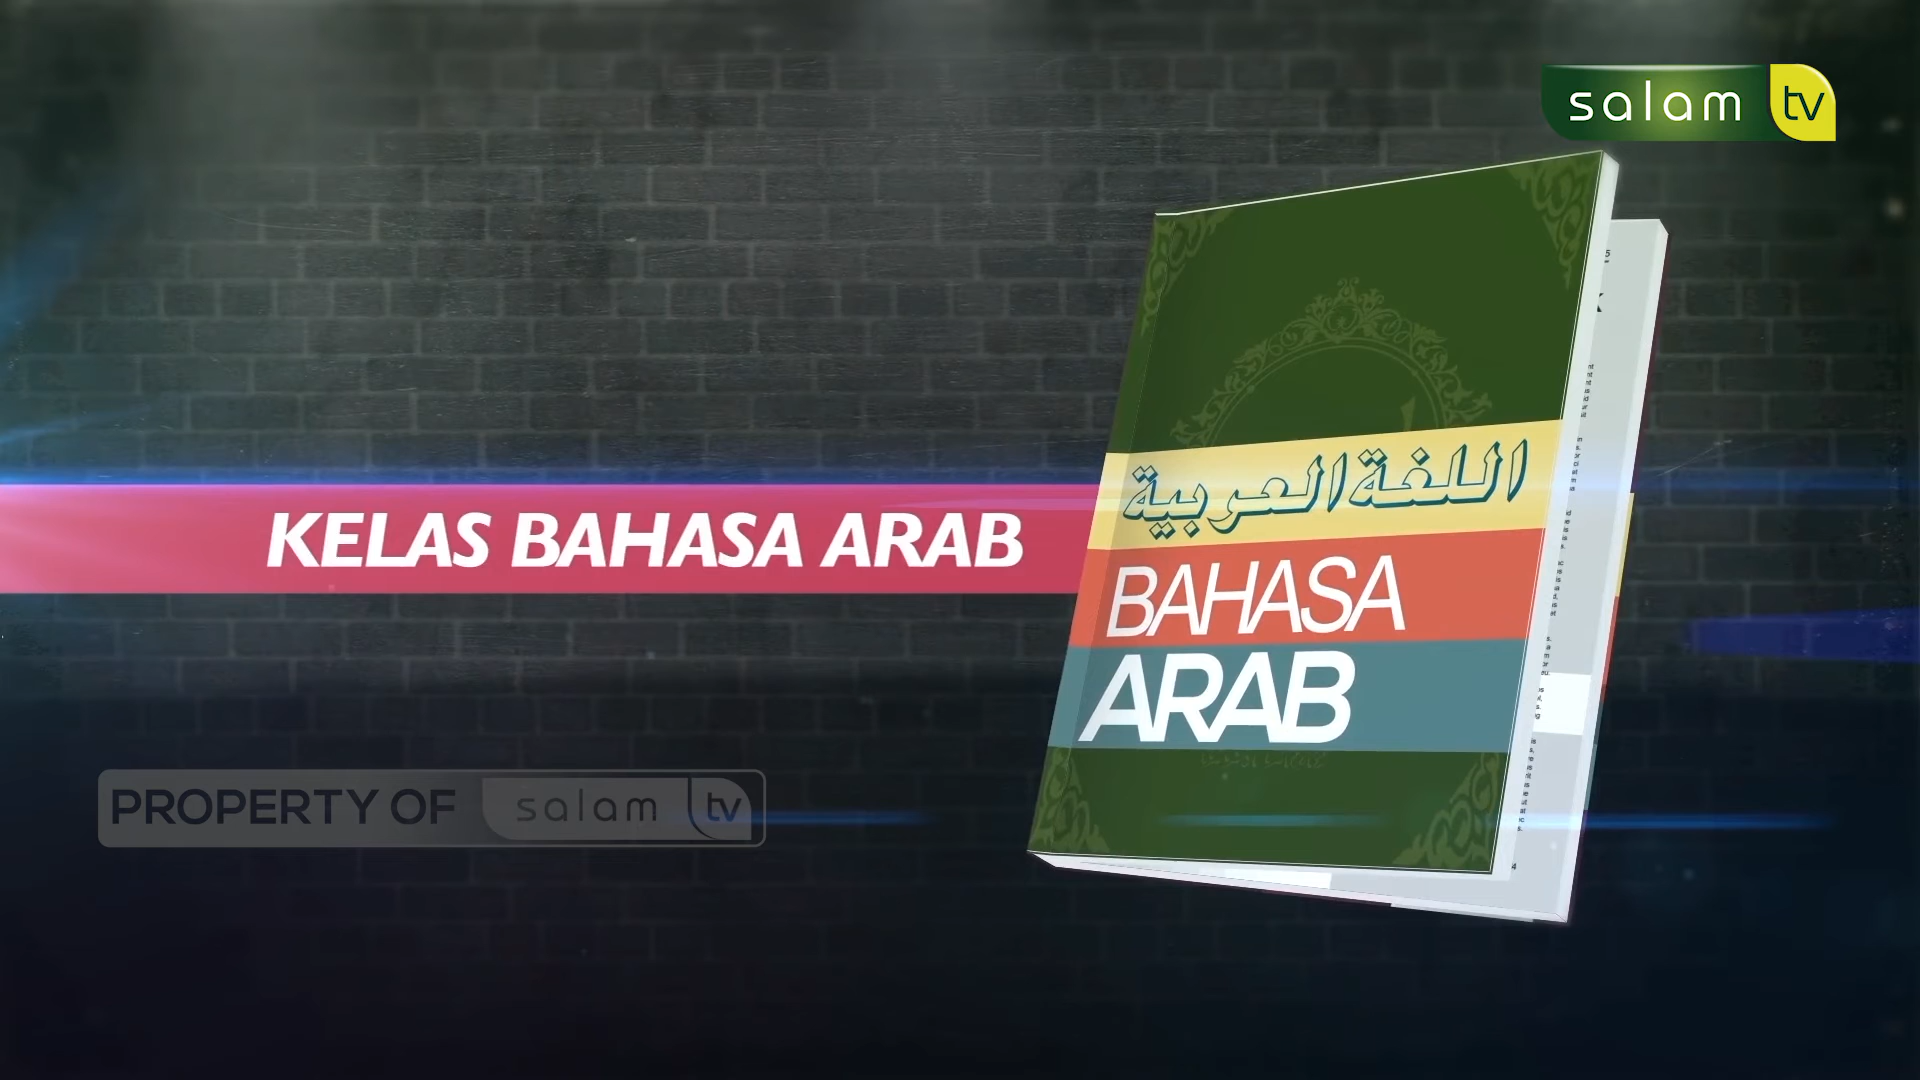 salam tv
اللغة العربية
KELAS BAHASA ARAB
BAHASA
ARAB
PROPERTY OF salam tv